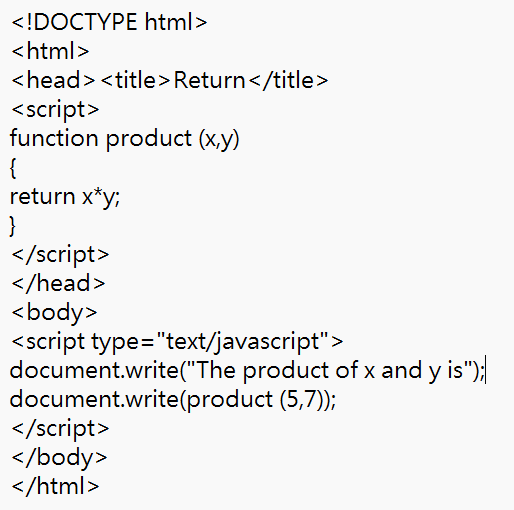 <!DOCTYPE html>
<html>
<head><title>Return</title>
<script>
function product (x,y)
{
return x*y;
}
</script>
</head>
<body>
<script type="text/javascript">
document.write("The product of x and y is");
document.write(product (5,7));
</script>
</body>
</html>